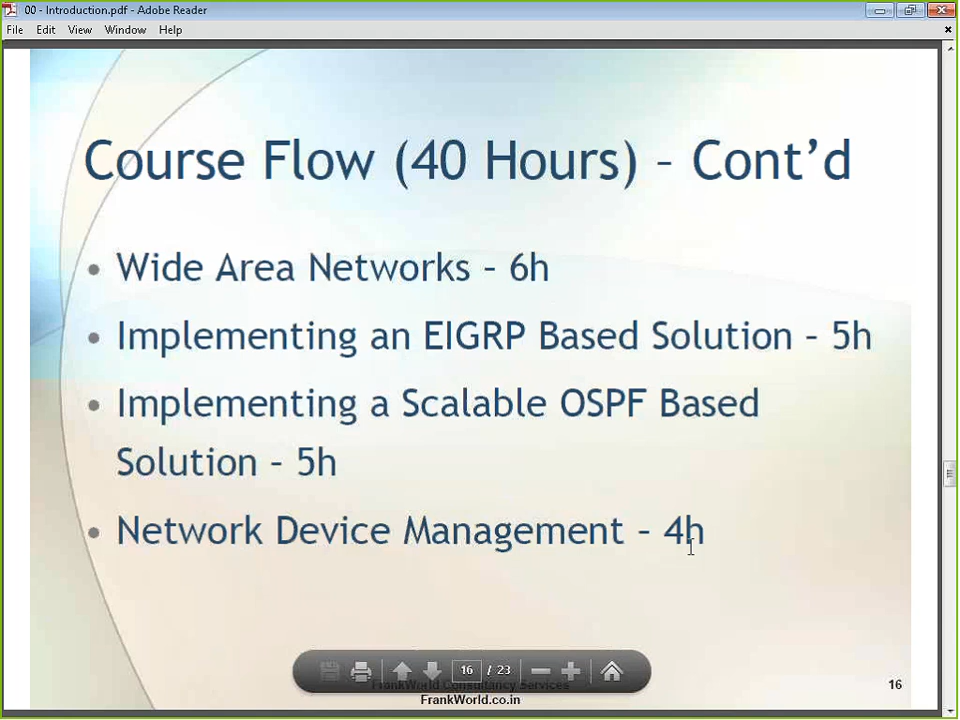 00 - Introduction.pdf - Adobe Reader
File Edit View Window Help
Course Flow (40 Hours) – Cont’d
• Wide Area Networks – 6h
• Implementing an EIGRP Based Solution – 5h
• Implementing a Scalable OSPF Based
Solution – 5h
• Network Device Management – 4h
16 / 23
FrankWorld Consultancy Services
16
FrankWorld.co.in